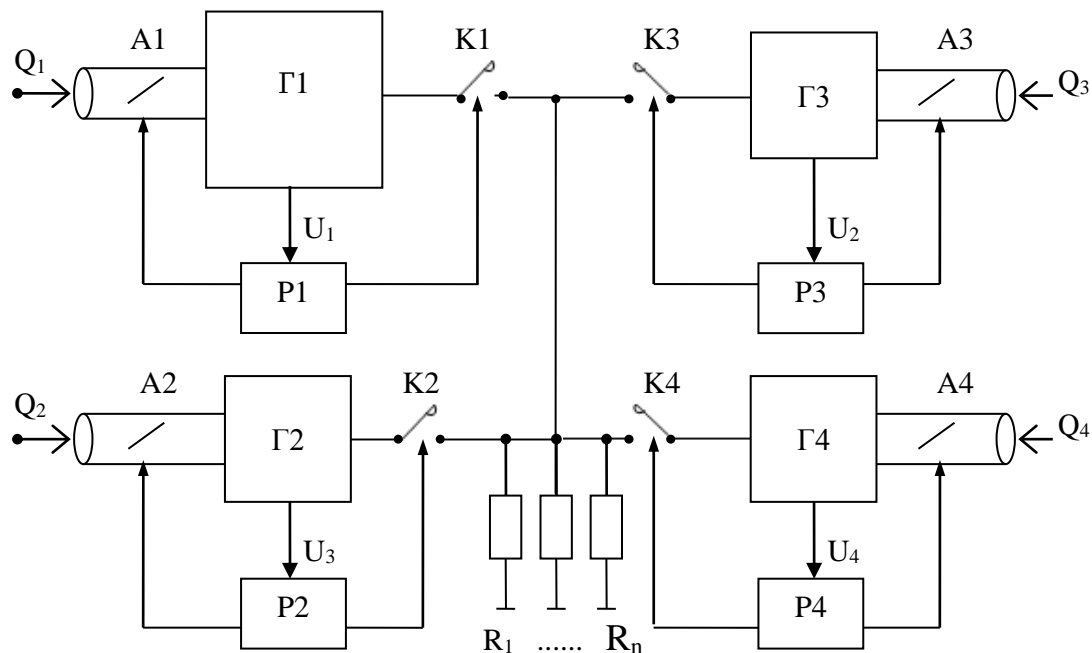 A1 K1 K3 A3
Q₁ Г1 Г3 Q₃
U₁ U₂
P1 P3
A2 K2 K4 A4
Q₂ Г2 Г4 Q₄
U₃ U₄
P2 P4
R₁ ...... Rₙ